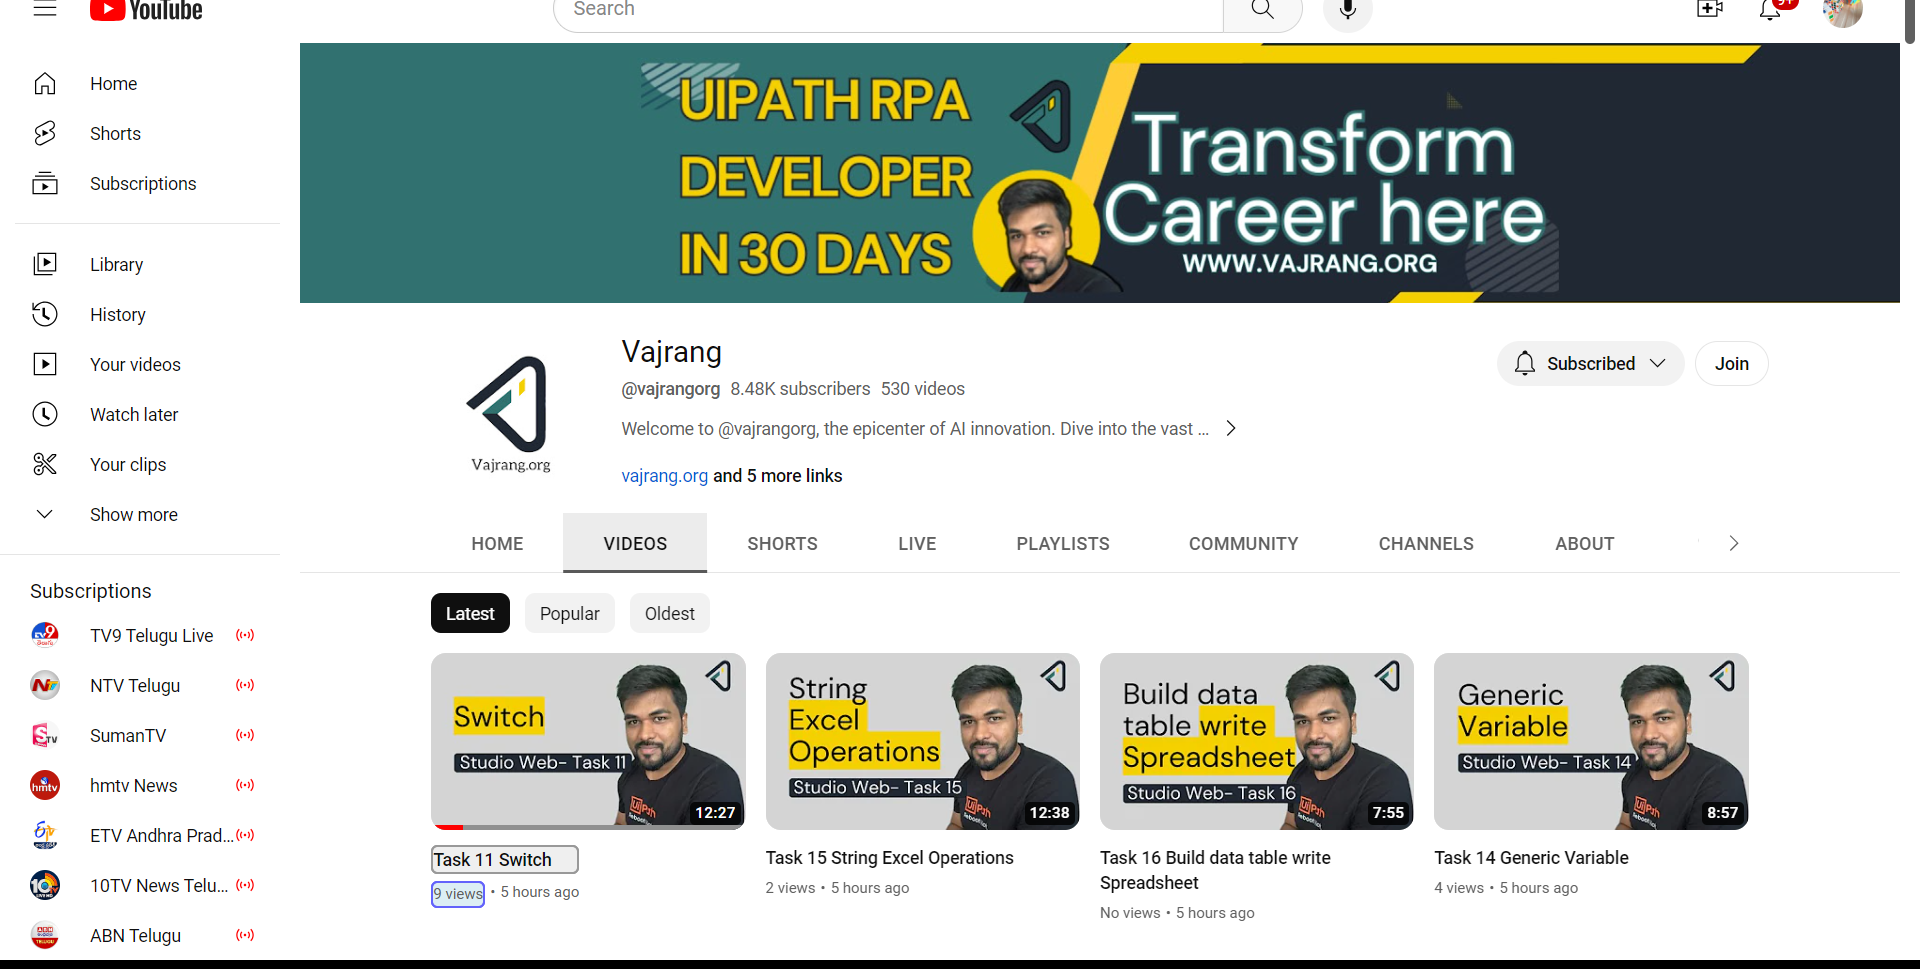 YouTube
Search
9+
Home
Shorts
Subscriptions
Library
History
Your videos
Watch later
Your clips
Show more
Subscriptions
TV9 Telugu Live
NTV Telugu
SumanTV
hmtv News
ETV Andhra Prad...
10TV News Telu...
ABN Telugu
UIPATH RPA
DEVELOPER
IN 30 DAYS
Transform
Career here
WWW.VAJRANG.ORG
Vajrang.org
Vajrang
@vajrangorg 8.48K subscribers 530 videos
Welcome to @vajrangorg, the epicenter of AI innovation. Dive into the vast ...
vajrang.org and 5 more links
Subscribed
Join
HOME VIDEOS SHORTS LIVE PLAYLISTS COMMUNITY CHANNELS ABOUT
Latest Popular Oldest
Switch
Studio Web- Task 11
12:27
Task 11 Switch
9 views • 5 hours ago
String
Excel
Operations
Studio Web- Task 15
12:38
Task 15 String Excel Operations
2 views • 5 hours ago
Build data
table write
Spreadsheet
Studio Web- Task 16
7:55
Task 16 Build data table write
Spreadsheet
No views • 5 hours ago
Generic
Variable
Studio Web- Task 14
8:57
Task 14 Generic Variable
4 views • 5 hours ago